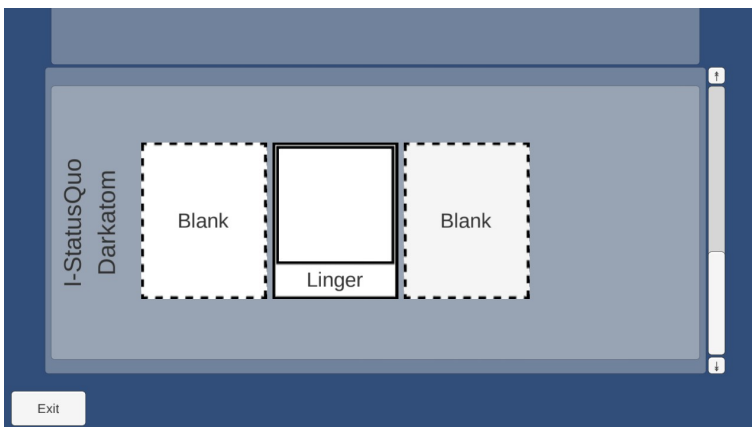 I-StatusQuo
Darkatom
Blank
Linger
Blank
Exit